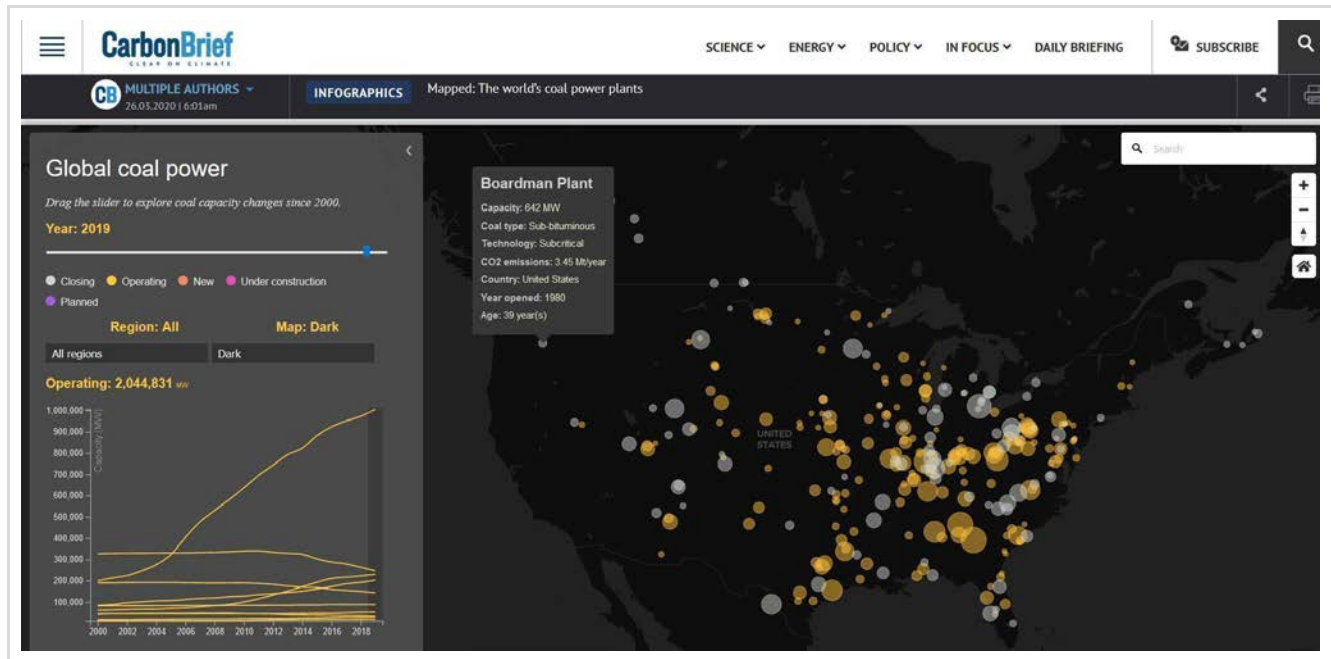 CarbonBrief
CLEAR ON CLIMATE
SCIENCE ENERGY POLICY IN FOCUS DAILY BRIEFING SUBSCRIBE
CB MULTIPLE AUTHORS
26.03.2020 | 6:01am
INFOGRAPHICS
Mapped: The world's coal power plants
Global coal power
Drag the slider to explore coal capacity changes since 2000.
Year: 2019
Closing Operating New Under construction
Planned
Region: All Map: Dark
All regions Dark
Operating: 2,044,831 MW
Capacity (MW)
1,000,000
900,000
800,000
700,000
600,000
500,000
400,000
300,000
200,000
100,000
2000 2002 2004 2006 2008 2010 2012 2014 2016 2018
Boardman Plant
Capacity: 642 MW
Coal type: Sub-bituminous
Technology: Subcritical
CO2 emissions: 3.45 Mt/year
Country: United States
Year opened: 1980
Age: 39 year(s)
UNITED
STATES
Search